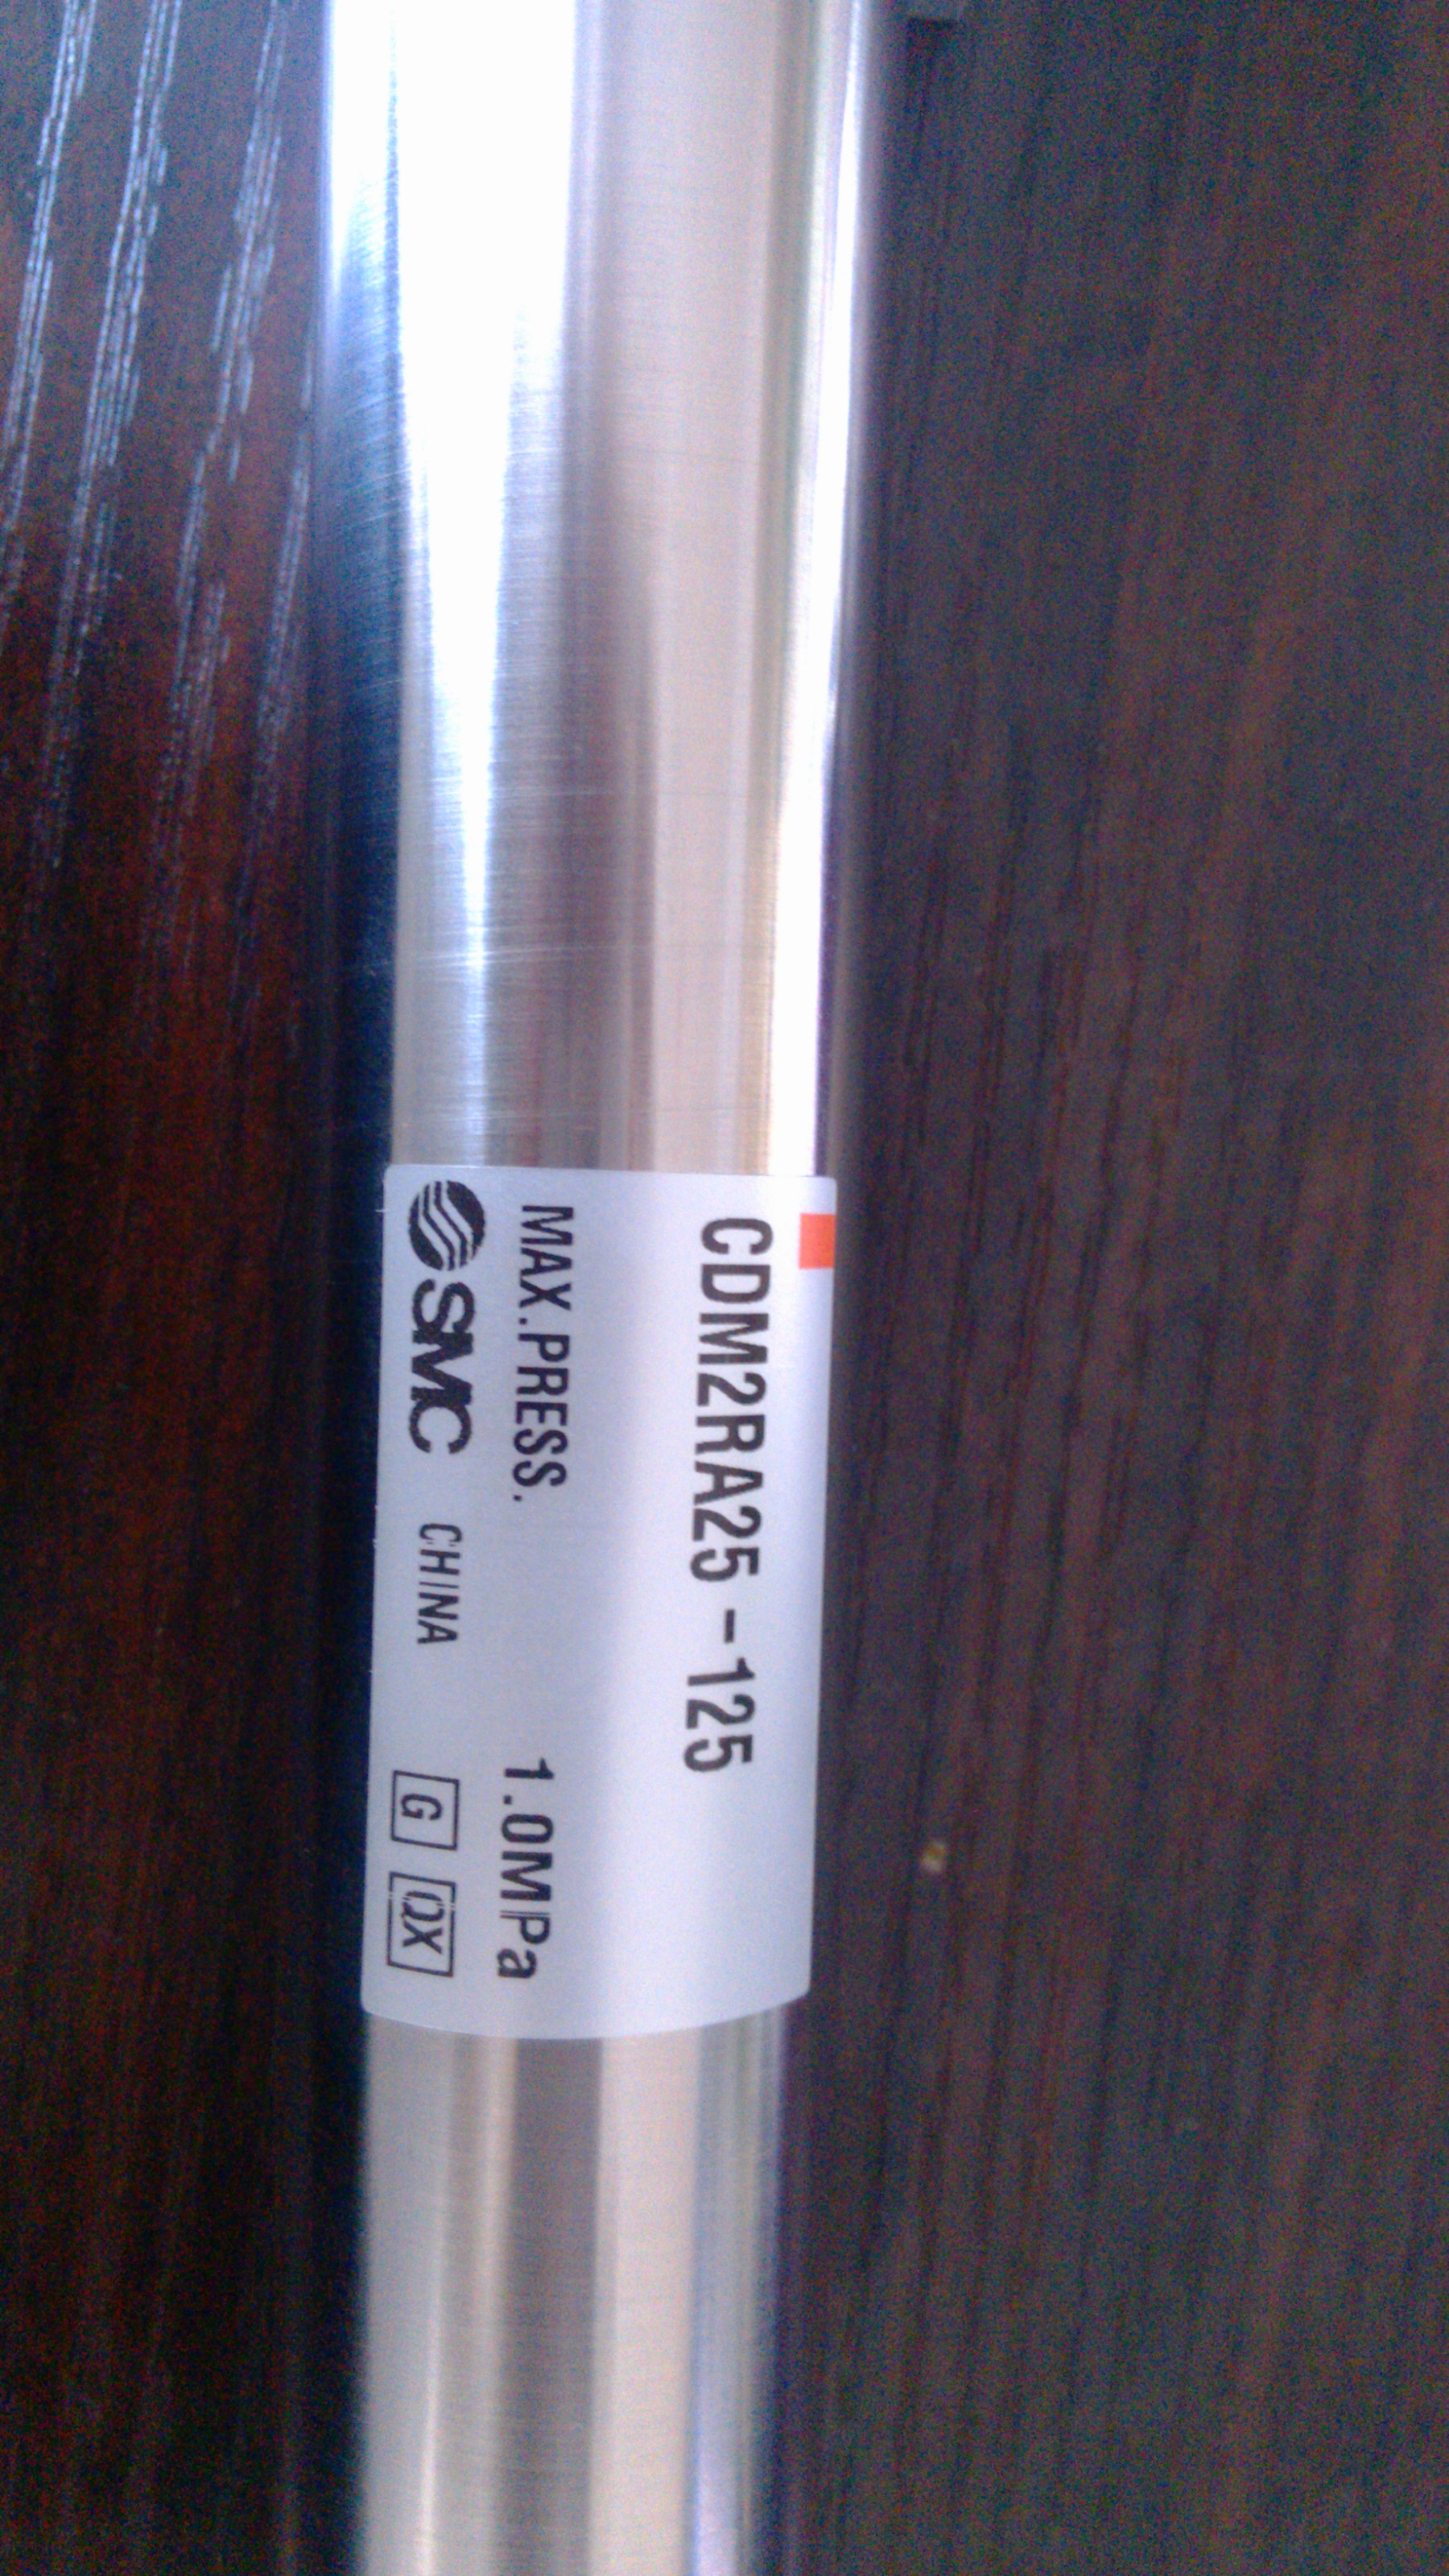 CDM2RA25-125
MAX.PRESS. 1.0MPa
SMC CHINA G QX